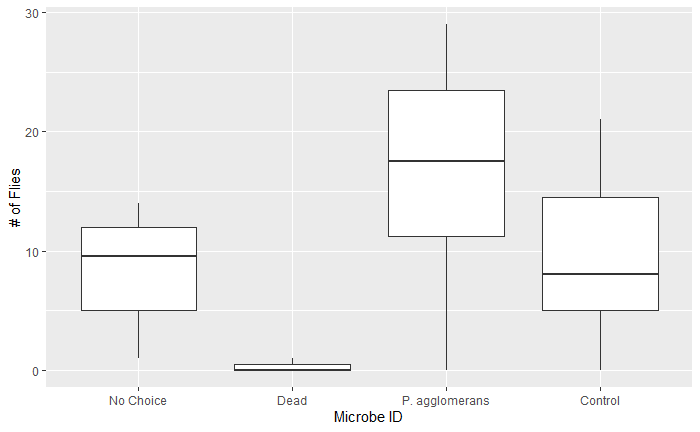 30
20
10
0
# of Flies
No Choice
Dead
P. agglomerans
Control
Microbe ID